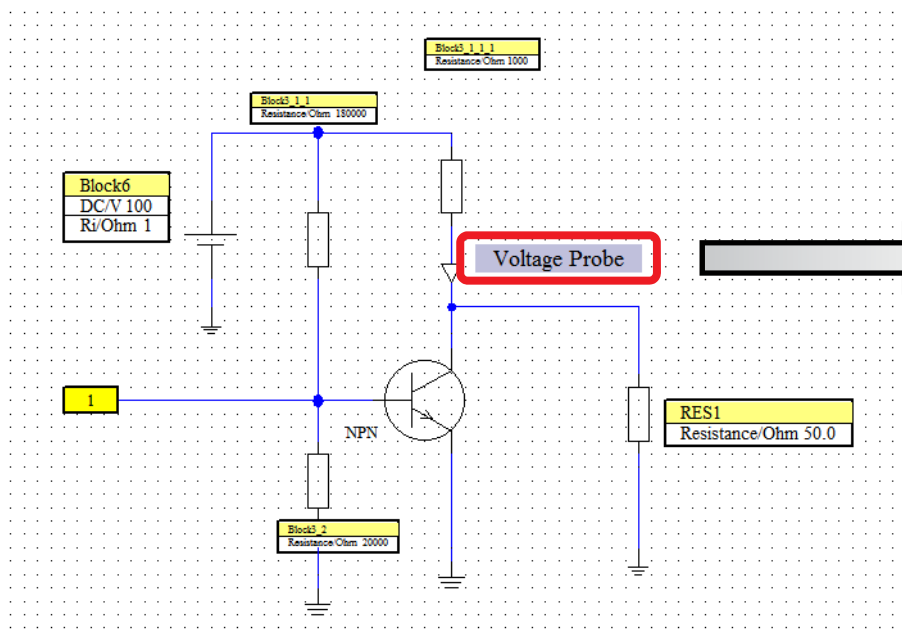 Block3_1_1_1
Resistance/Ohm 1000
Block3_1_1
Resistance/Ohm 180000
Block6
DC/V 100
Ri/Ohm 1
Voltage Probe
1
NPN
RES1
Resistance/Ohm 50.0
Block3_2
Resistance/Ohm 20000